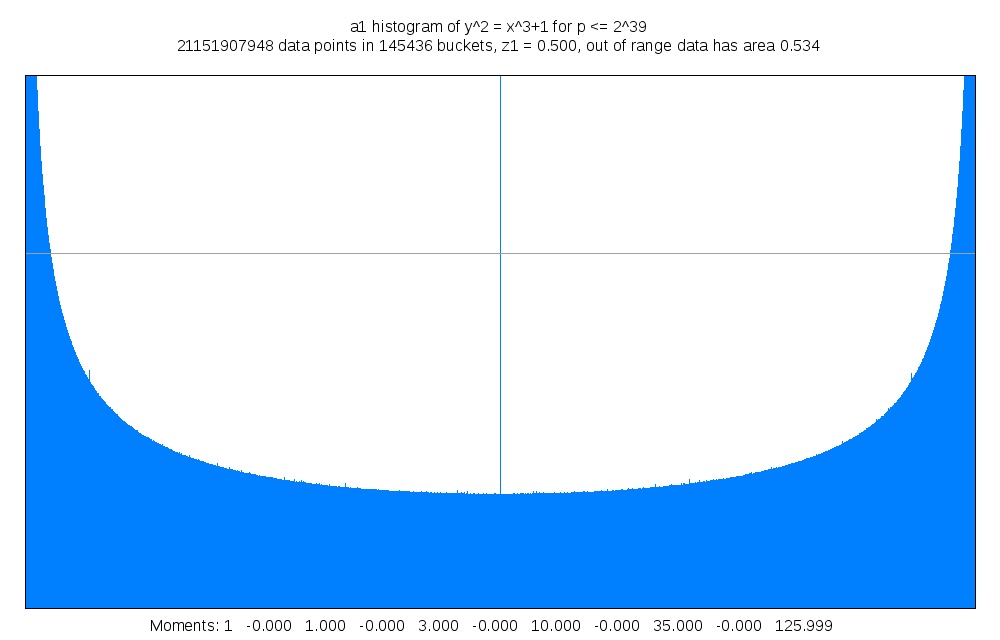 a1 histogram of y^2 = x^3+1 for p <= 2^39
21151907948 data points in 145436 buckets, z1 = 0.500, out of range data has area 0.534
Moments: 1 -0.000 1.000 -0.000 3.000 -0.000 10.000 -0.000 35.000 -0.000 125.999